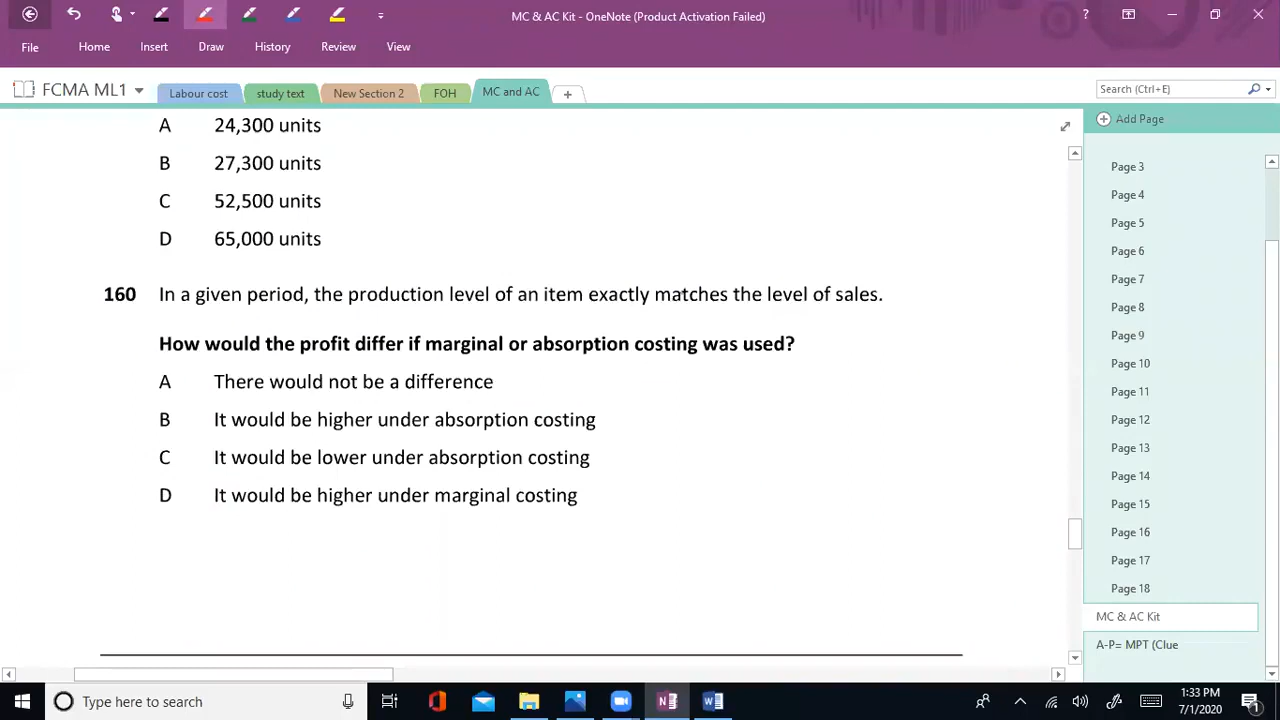 MC & AC Kit - OneNote (Product Activation Failed)
?
File
Home
Insert
Draw
History
Review
View
FCMA ML1
Labour cost
study text
New Section 2
FOH
MC and AC
Search (Ctrl+E)
A 24,300 units
B 27,300 units
C 52,500 units
D 65,000 units
160 In a given period, the production level of an item exactly matches the level of sales.
How would the profit differ if marginal or absorption costing was used?
A There would not be a difference
B It would be higher under absorption costing
C It would be lower under absorption costing
D It would be higher under marginal costing
Add Page
Page 3
Page 4
Page 5
Page 6
Page 7
Page 8
Page 9
Page 10
Page 11
Page 12
Page 13
Page 14
Page 15
Page 16
Page 17
Page 18
MC & AC Kit
A-P= MPT (Clue
Type here to search
1:33 PM
7/1/2020
1